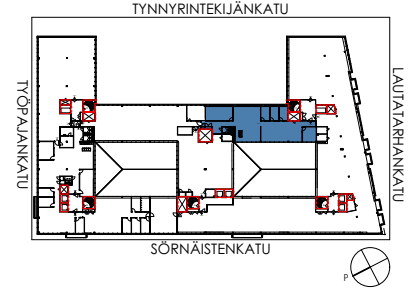 TYNNYRINTEKIJÄNKATU
TYÖPAJANKATU
LAUTATARHANKATU
SÖRNÄISTENKATU
P